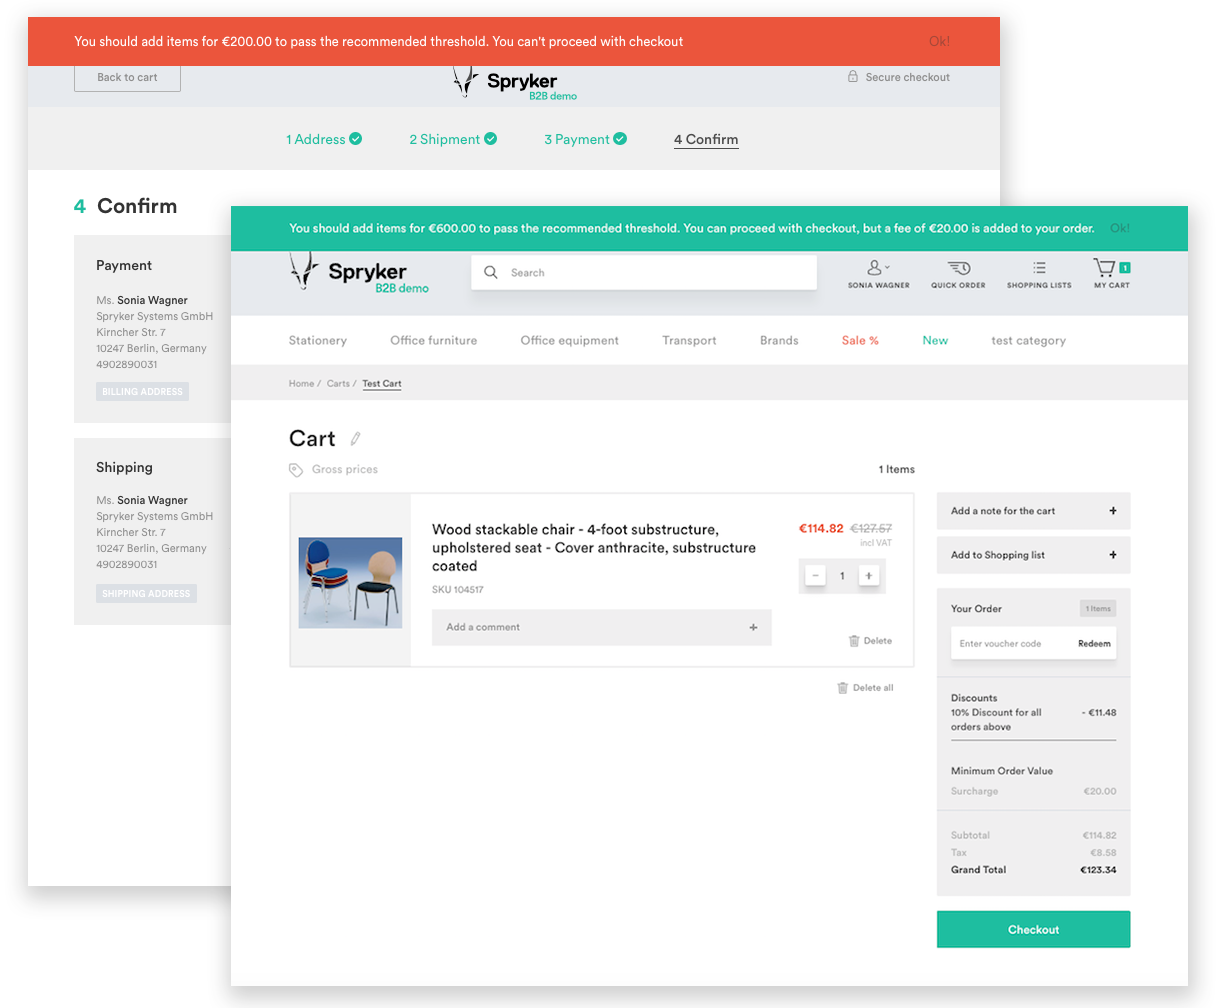 You should add items for €200.00 to pass the recommended threshold. You can't proceed with checkout
Ok!
Back to cart
Spryker
B2B demo
Secure checkout
1 Address
2 Shipment
3 Payment
4 Confirm
4 Confirm
Payment
Ms. Sonia Wagner
Spryker Systems GmbH
Kirncher Str. 7
10247 Berlin, Germany
4902890031
BILLING ADDRESS
Shipping
Ms. Sonia Wagner
Spryker Systems GmbH
Kirncher Str. 7
10247 Berlin, Germany
4902890031
SHIPPING ADDRESS
You should add items for €600.00 to pass the recommended threshold. You can proceed with checkout, but a fee of €20.00 is added to your order.
Ok!
Spryker
B2B demo
Search
SONIA WAGNER
QUICK ORDER
SHOPPING LISTS
MY CART
1
Stationery
Office furniture
Office equipment
Transport
Brands
Sale %
New
test category
Home / Carts / Test Cart
Cart
Gross prices
1 Items
Wood stackable chair - 4-foot substructure,
upholstered seat - Cover anthracite, substructure
coated
SKU 104517
Add a comment +
€114.82 €127.57
incl VAT
− 1 +
Delete
Delete all
Add a note for the cart +
Add to Shopping list +
Your Order
1 Items
Enter voucher code
Redeem
Discounts
10% Discount for all - €11.48
orders above
Minimum Order Value
Surcharge €20.00
Subtotal €114.82
Tax €8.58
Grand Total €123.34
Checkout